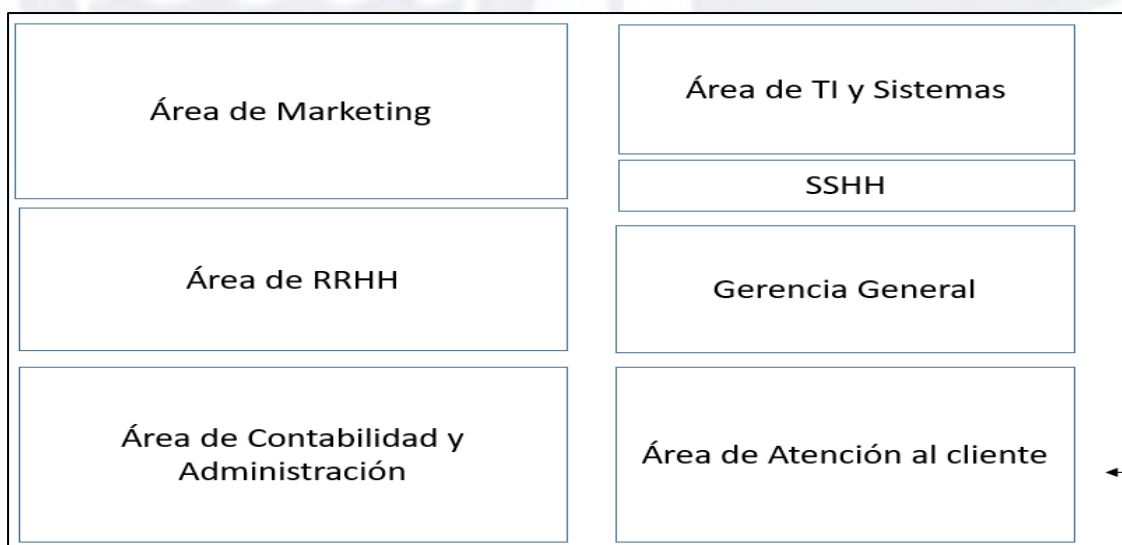 Área de Marketing
Área de TI y Sistemas
SSHH
Área de RRHH
Gerencia General
Área de Contabilidad y
Administración
Área de Atención al cliente